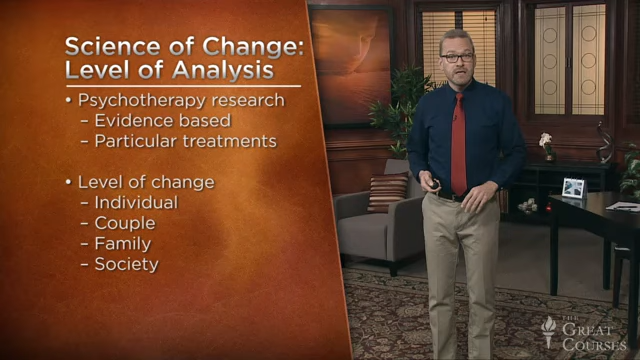 Science of Change:
Level of Analysis
• Psychotherapy research
– Evidence based
– Particular treatments
• Level of change
– Individual
– Couple
– Family
– Society
THE
GREAT
COURSES